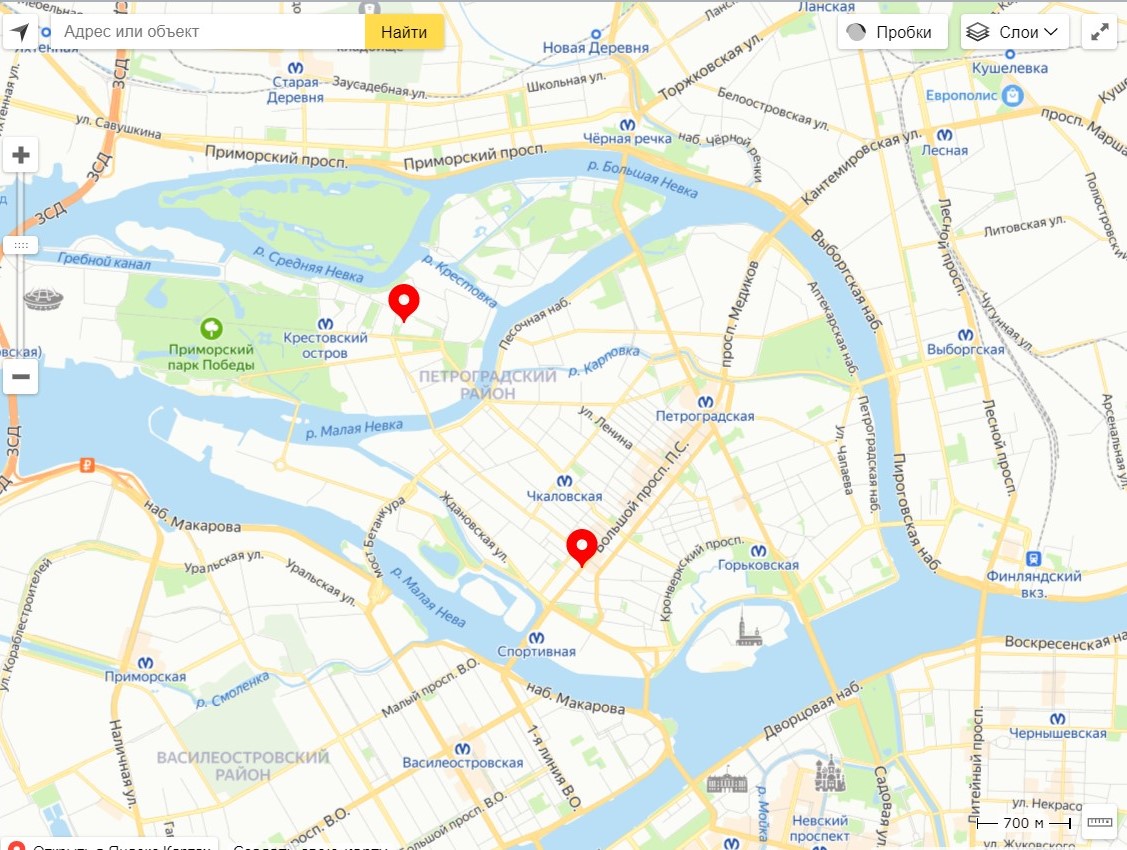 Ланская
Адрес или объект
Найти
Пробки
Слои
Яхтенная
Новая Деревня
Торжковская ул.
Кушелевка
Старая
Деревня
Заусадебная ул.
Школьная ул.
Белоостровская ул.
Европолис
ул. Савушкина
ЗСД
Чёрная речка
наб. Чёрной
речки
Лесная
Приморский просп.
Приморский просп.
ЗСД
р. Большая Невка
Кантемировская ул.
ЗСД
Литовская ул.
Лесной просп.
Выборгская наб.
Гребной канал
р. Средняя Невка
р. Крестовка
Песочная наб.
просп. Медиков
Аптекарская наб.
Чугунная ул.
Крестовский
остров
Приморский
парк Победы
р. Карповка
Выборгская
ПЕТРОГРАДСКИЙ
РАЙОН
Петроградская
р. Малая Невка
ул. Ленина
ул. Чапаева
Петроградская наб.
Лесной просп.
Арсенальная ул.
ЗСД
Большой просп. П.С.
Чкаловская
Пироговская наб.
наб. Макарова
мост Бетанкура
Ждановская ул.
Кронверкский просп.
Горьковская
Финляндский
вкз.
Уральская ул.
Уральская ул.
р. Малая Нева
ул. Кораблестроителей
Спортивная
Воскресенская на
Приморская
р. Смоленка
Малый просп. В.О.
наб. Макарова
Дворцовая наб.
Наличная ул.
Чернышевская
ВАСИЛЕОСТРОВСКИЙ
РАЙОН
Василеостровская
1-я линия В.О.
Литейный просп.
Садовая ул.
р. Мойка
Невский
проспект
ул. Некрасо
700 м
просп. В.О.
Большой просп. В.О.
ул. Жуковского
Открыть в Яндекс.Картах
Создать свою карту